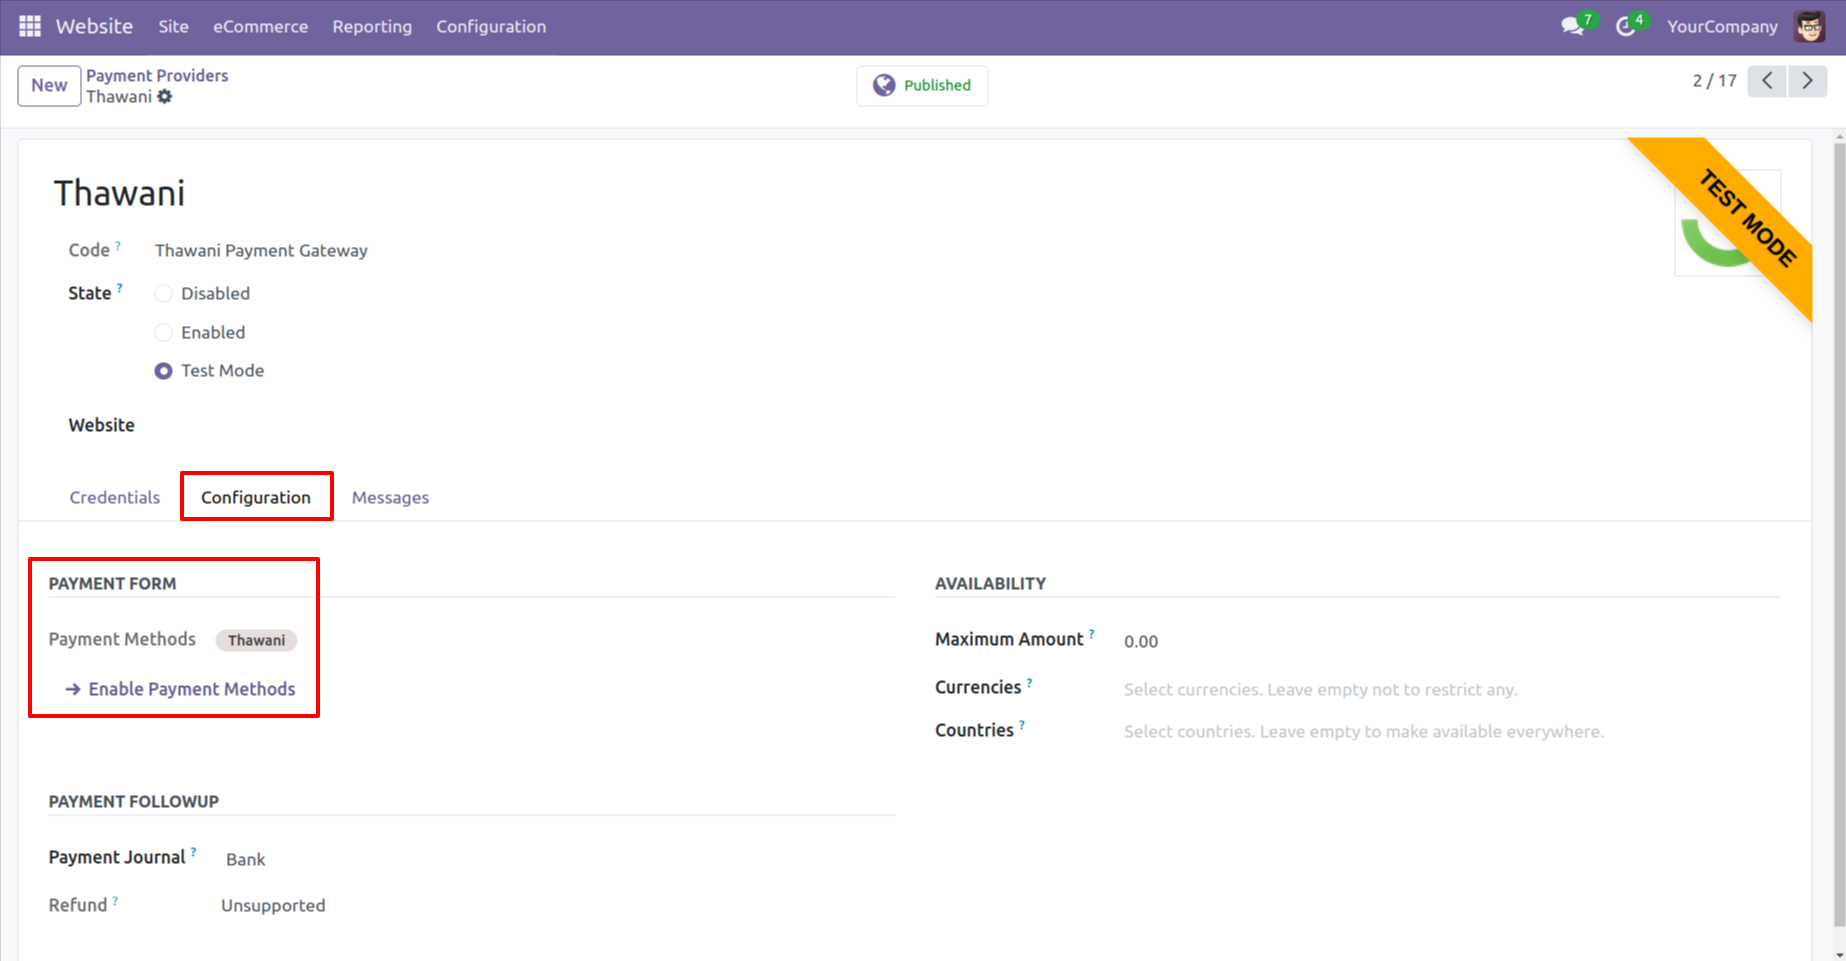 Website Site eCommerce Reporting Configuration 7 4 YourCompany
New Payment Providers
Thawani
Published
2 / 17
TEST MODE
Thawani
Code ? Thawani Payment Gateway
State ? Disabled
Enabled
Test Mode
Website
Credentials Configuration Messages
PAYMENT FORM
Payment Methods Thawani
→ Enable Payment Methods
AVAILABILITY
Maximum Amount ? 0.00
Currencies ? Select currencies. Leave empty not to restrict any.
Countries ? Select countries. Leave empty to make available everywhere.
PAYMENT FOLLOWUP
Payment Journal ? Bank
Refund ? Unsupported